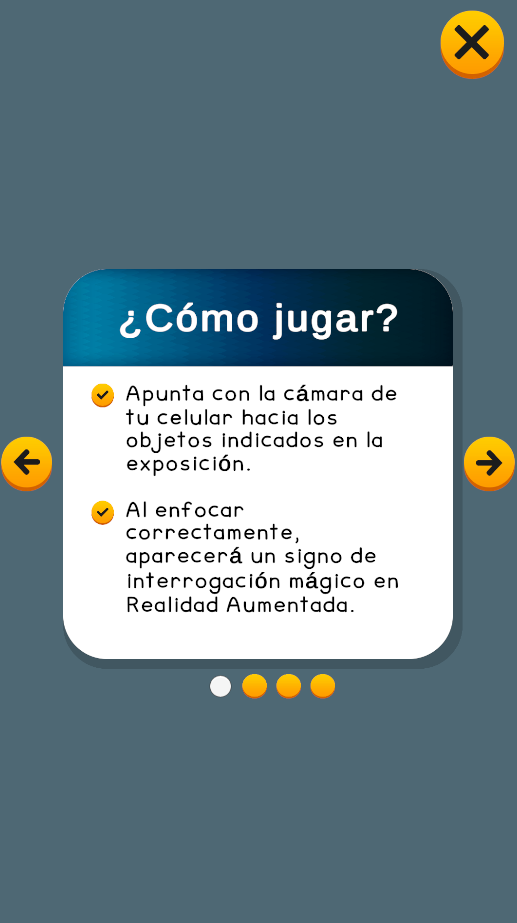 ¿Cómo jugar?
Apunta con la cámara de
tu celular hacia los
objetos indicados en la
exposición.
Al enfocar
correctamente,
aparecerá un signo de
interrogación mágico en
Realidad Aumentada.